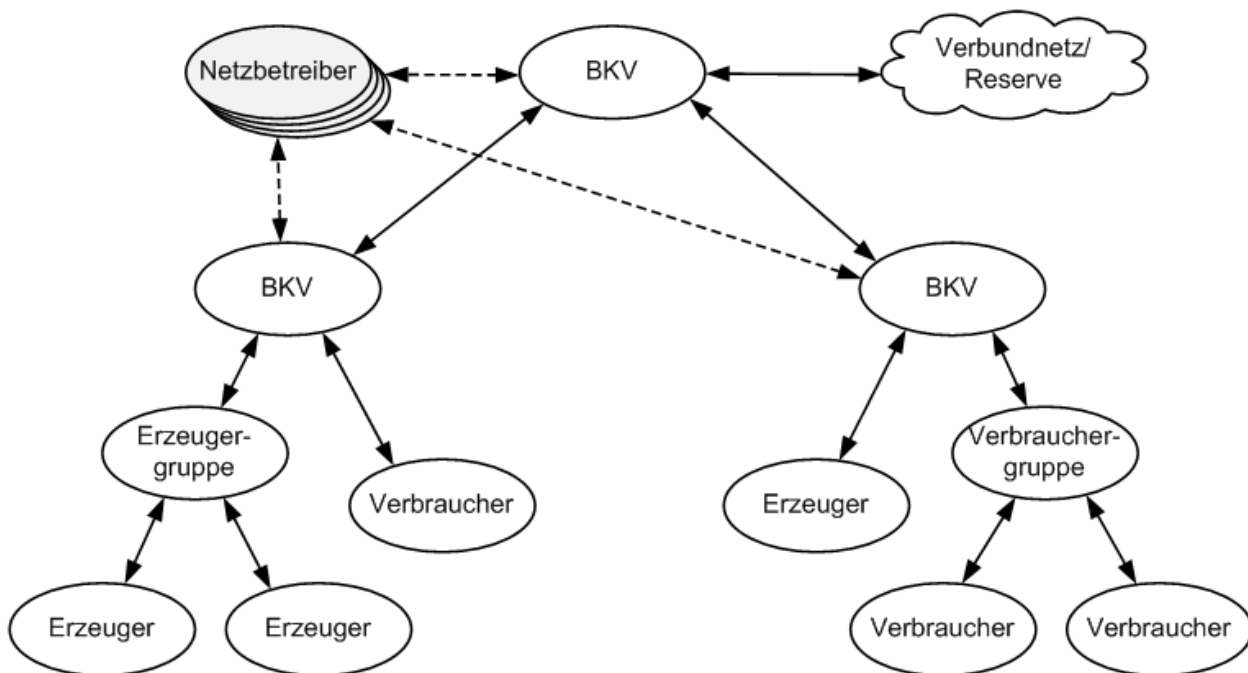 Netzbetreiber
BKV
Verbundnetz/
Reserve
BKV
BKV
Erzeuger-
gruppe
Verbraucher
Erzeuger
Verbraucher-
gruppe
Erzeuger
Erzeuger
Verbraucher
Verbraucher